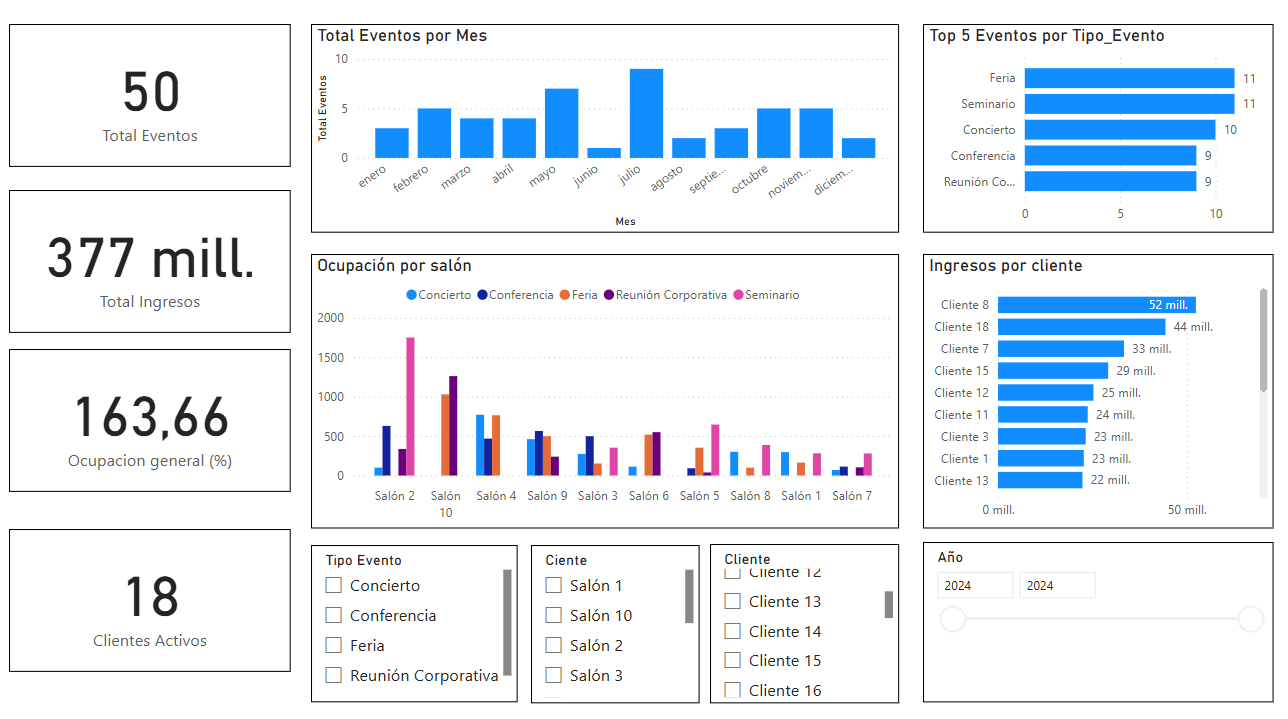 50
Total Eventos
377 mill.
Total Ingresos
163,66
Ocupacion general (%)
18
Clientes Activos
Total Eventos por Mes
Total Eventos
10
5
0
enero
febrero
marzo
abril
mayo
junio
julio
agosto
septie...
octubre
noviem...
diciem...
Mes
Top 5 Eventos por Tipo_Evento
Feria 11
Seminario 11
Concierto 10
Conferencia 9
Reunión Co... 9
0 5 10
Ocupación por salón
Concierto Conferencia Feria Reunión Corporativa Seminario
2000
1500
1000
500
0
Salón 2 Salón 10 Salón 4 Salón 9 Salón 3 Salón 6 Salón 5 Salón 8 Salón 1 Salón 7
Ingresos por cliente
Cliente 8 52 mill.
Cliente 18 44 mill.
Cliente 7 33 mill.
Cliente 15 29 mill.
Cliente 12 25 mill.
Cliente 11 24 mill.
Cliente 3 23 mill.
Cliente 1 23 mill.
Cliente 13 22 mill.
0 mill. 50 mill.
Tipo Evento
Concierto
Conferencia
Feria
Reunión Corporativa
Ciente
Salón 1
Salón 10
Salón 2
Salón 3
Cliente
Cliente 12
Cliente 13
Cliente 14
Cliente 15
Cliente 16
Año
2024 2024